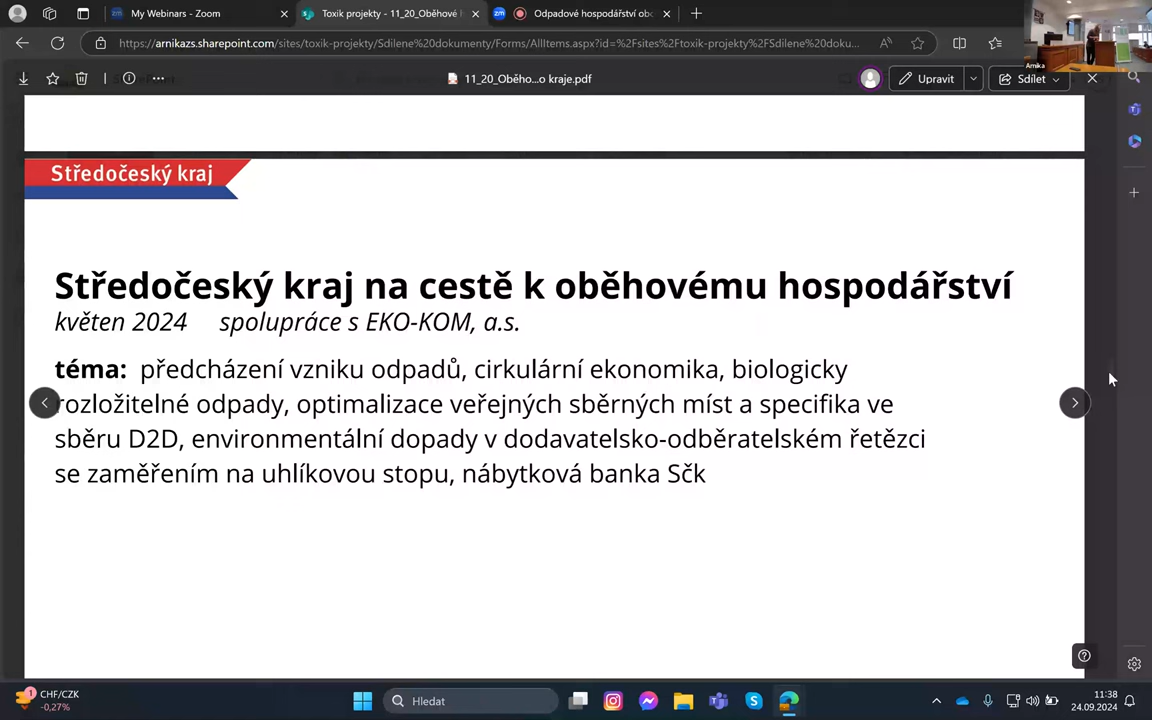 My Webinars - Zoom
Toxik projekty - 11_20_Oběhové h
Odpadové hospodářství obc
https://arnikazs.sharepoint.com/sites/toxik-projekty/Sdilene%20dokumenty/Forms/AllItems.aspx?id=%2Fsites%2Ftoxik-projekty%2FSdilene%20doku...
Arnika
11_20_Oběho...o kraje.pdf
Upravit
Sdílet
Středočeský kraj
Středočeský kraj na cestě k oběhovému hospodářství
květen 2024 spolupráce s EKO-KOM, a.s.
téma: předcházení vzniku odpadů, cirkulární ekonomika, biologicky
rozložitelné odpady, optimalizace veřejných sběrných míst a specifika ve
sběru D2D, environmentální dopady v dodavatelsko-odběratelském řetězci
se zaměřením na uhlíkovou stopu, nábytková banka Sčk
1
CHF/CZK
-0,27%
Hledat
11:38
24.09.2024